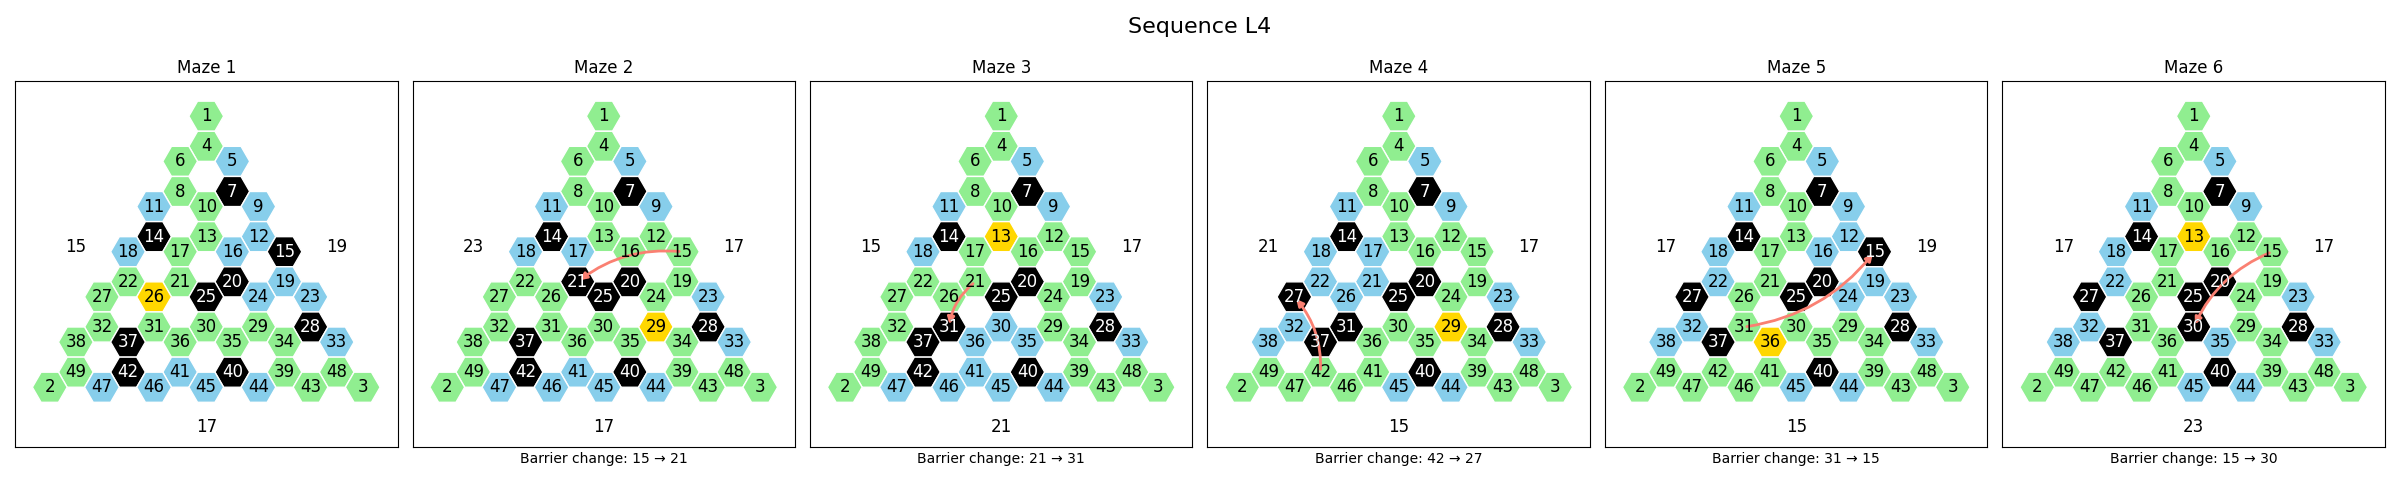 Sequence L4
Maze 1
1
4
6 5
8 7
11 10 9
14 13 12
15 18 17 16 15 19
22 21 20 19
27 26 25 24 23
32 31 30 29 28
38 37 36 35 34 33
49 42 41 40 39 48
2 47 46 45 44 43 3
17
Maze 2
1
4
6 5
8 7
11 10 9
14 13 12
23 18 17 16 15 17
22 21 20 19
27 26 25 24 23
32 31 30 29 28
38 37 36 35 34 33
49 42 41 40 39 48
2 47 46 45 44 43 3
17
Barrier change: 15 → 21
Maze 3
1
4
6 5
8 7
11 10 9
14 13 12
15 18 17 16 15 17
22 21 20 19
27 26 25 24 23
32 31 30 29 28
38 37 36 35 34 33
49 42 41 40 39 48
2 47 46 45 44 43 3
21
Barrier change: 21 → 31
Maze 4
1
4
6 5
8 7
11 10 9
14 13 12
21 18 17 16 15 17
22 21 20 19
27 26 25 24 23
32 31 30 29 28
38 37 36 35 34 33
49 42 41 40 39 48
2 47 46 45 44 43 3
15
Barrier change: 42 → 27
Maze 5
1
4
6 5
8 7
11 10 9
14 13 12
17 18 17 16 15 19
22 21 20 19
27 26 25 24 23
32 31 30 29 28
38 37 36 35 34 33
49 42 41 40 39 48
2 47 46 45 44 43 3
15
Barrier change: 31 → 15
Maze 6
1
4
6 5
8 7
11 10 9
14 13 12
17 18 17 16 15 17
22 21 20 19
27 26 25 24 23
32 31 30 29 28
38 37 36 35 34 33
49 42 41 40 39 48
2 47 46 45 44 43 3
23
Barrier change: 15 → 30